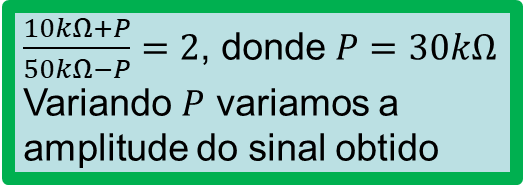 (10kΩ+P)/(50kΩ−P) = 2, donde P = 30kΩ
Variando P variamos a
amplitude do sinal obtido